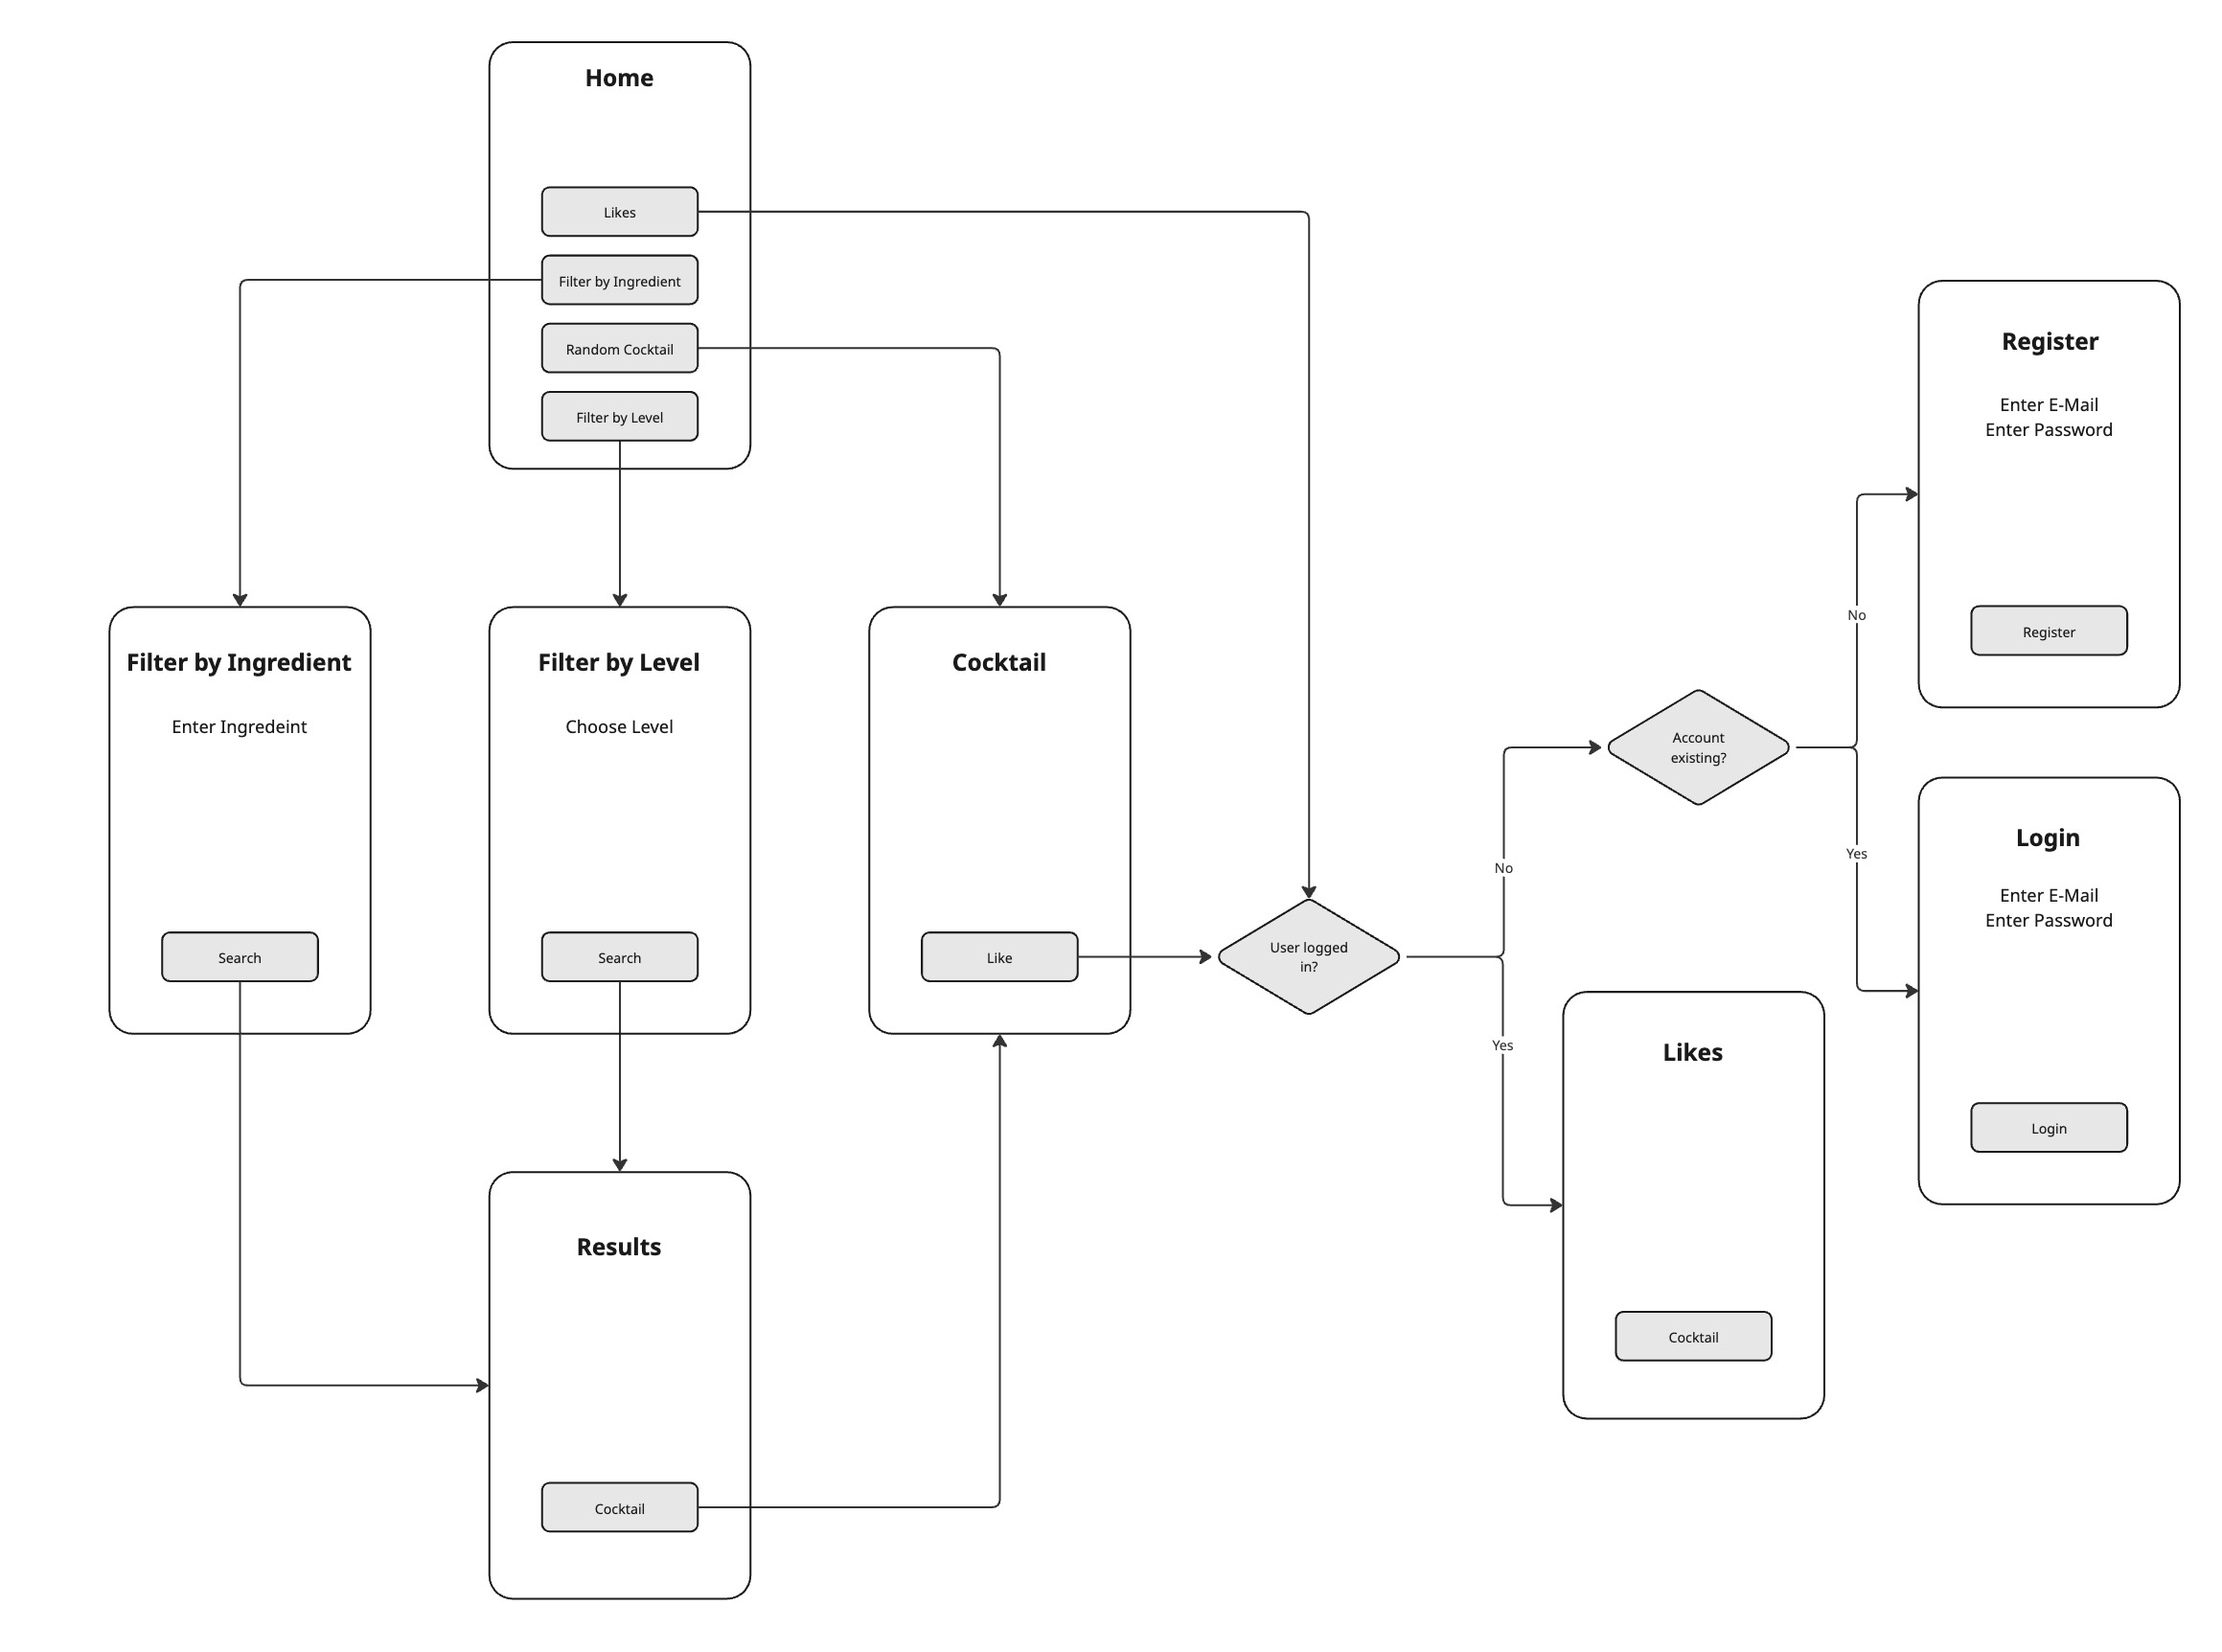 Home
Likes
Filter by Ingredient
Random Cocktail
Filter by Level
Filter by Ingredient
Enter Ingredeint
Search
Filter by Level
Choose Level
Search
Cocktail
Like
User logged
in?
No
Yes
Account
existing?
No
Yes
Register
Enter E-Mail
Enter Password
Register
Login
Enter E-Mail
Enter Password
Login
Likes
Cocktail
Results
Cocktail